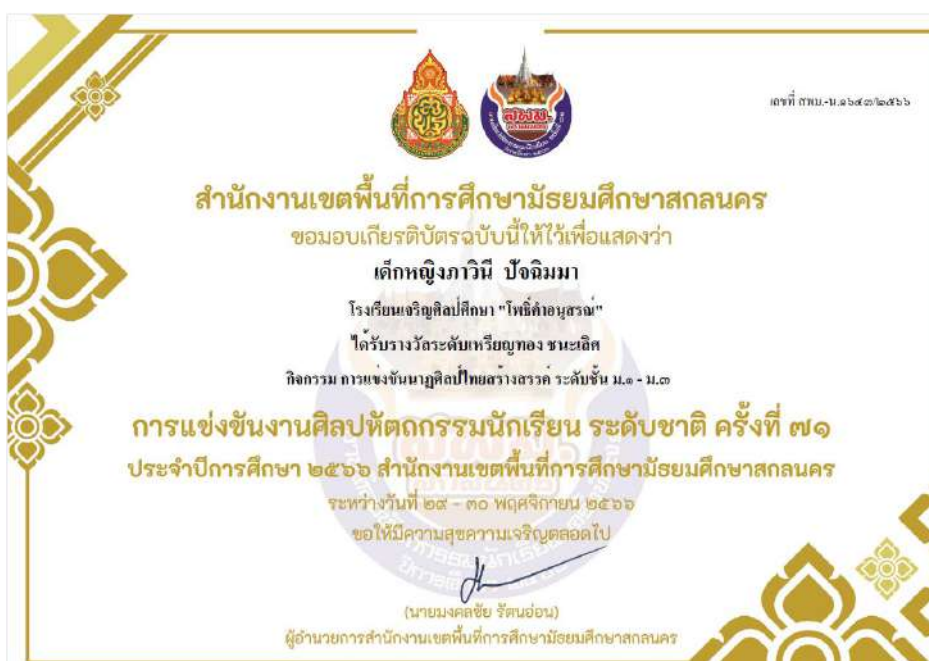 เลขที่ สพม.-น.๑๖๔๓/๒๕๖๖
สพม.
สำนักงานเขตพื้นที่การศึกษามัธยมศึกษาสกลนคร
ขอมอบเกียรติบัตรฉบับนี้ให้ไว้เพื่อแสดงว่า
เด็กหญิงภาวินี ปัจฉิมมา
โรงเรียนเจริญศิลป์ศึกษา "โพธิ์คำอนุสรณ์"
ได้รับรางวัลระดับเหรียญทอง ชนะเลิศ
กิจกรรม การแข่งขันนาฏศิลป์ไทยสร้างสรรค์ ระดับชั้น ม.๑ - ม.๓
การแข่งขันงานศิลปหัตถกรรมนักเรียน ระดับชาติ ครั้งที่ ๗๑
ประจำปีการศึกษา ๒๕๖๖ สำนักงานเขตพื้นที่การศึกษามัธยมศึกษาสกลนคร
ระหว่างวันที่ ๒๙ - ๓๐ พฤศจิกายน ๒๕๖๖
ขอให้มีความสุขความเจริญตลอดไป
(นายมงคลชัย รัตนอ่อน)
ผู้อำนวยการสำนักงานเขตพื้นที่การศึกษามัธยมศึกษาสกลนคร